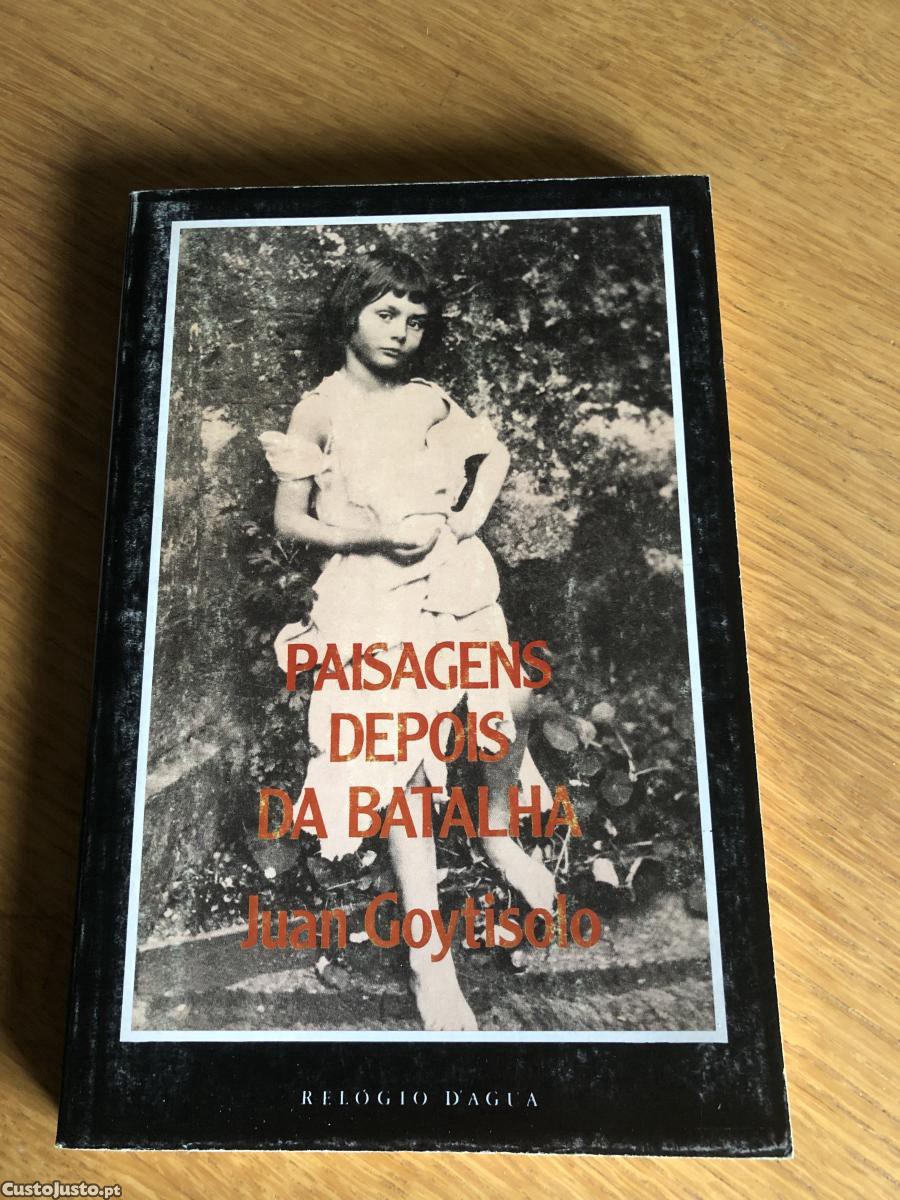 PAISAGENS
DEPOIS
DA BATALHA
Juan Goytisolo
RELÓGIO D'AGUA
CustoJusto.pt